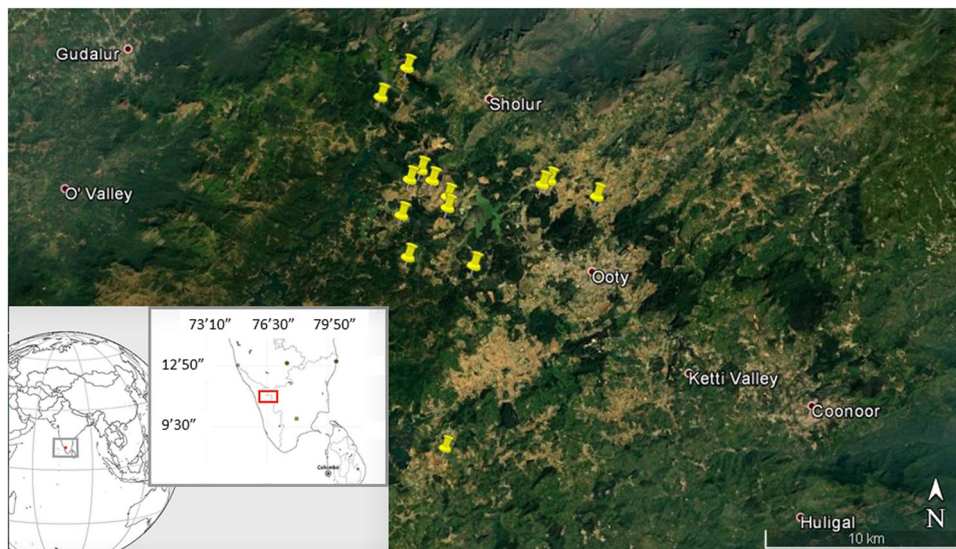 Gudalur
Sholur
O' Valley
Ooty
73’10” 76’30” 79’50”
12’50”
9’30”
Colombo
Ketti Valley
Coonoor
Huligal
N
10 km